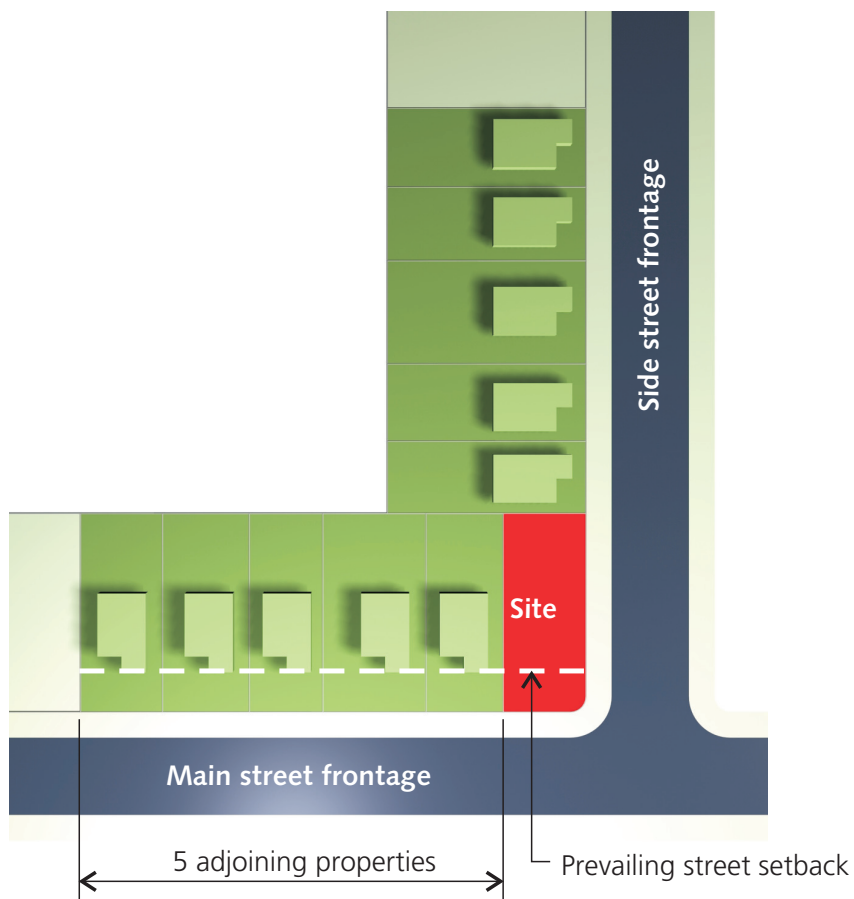 Side street frontage
Site
Main street frontage
5 adjoining properties
Prevailing street setback